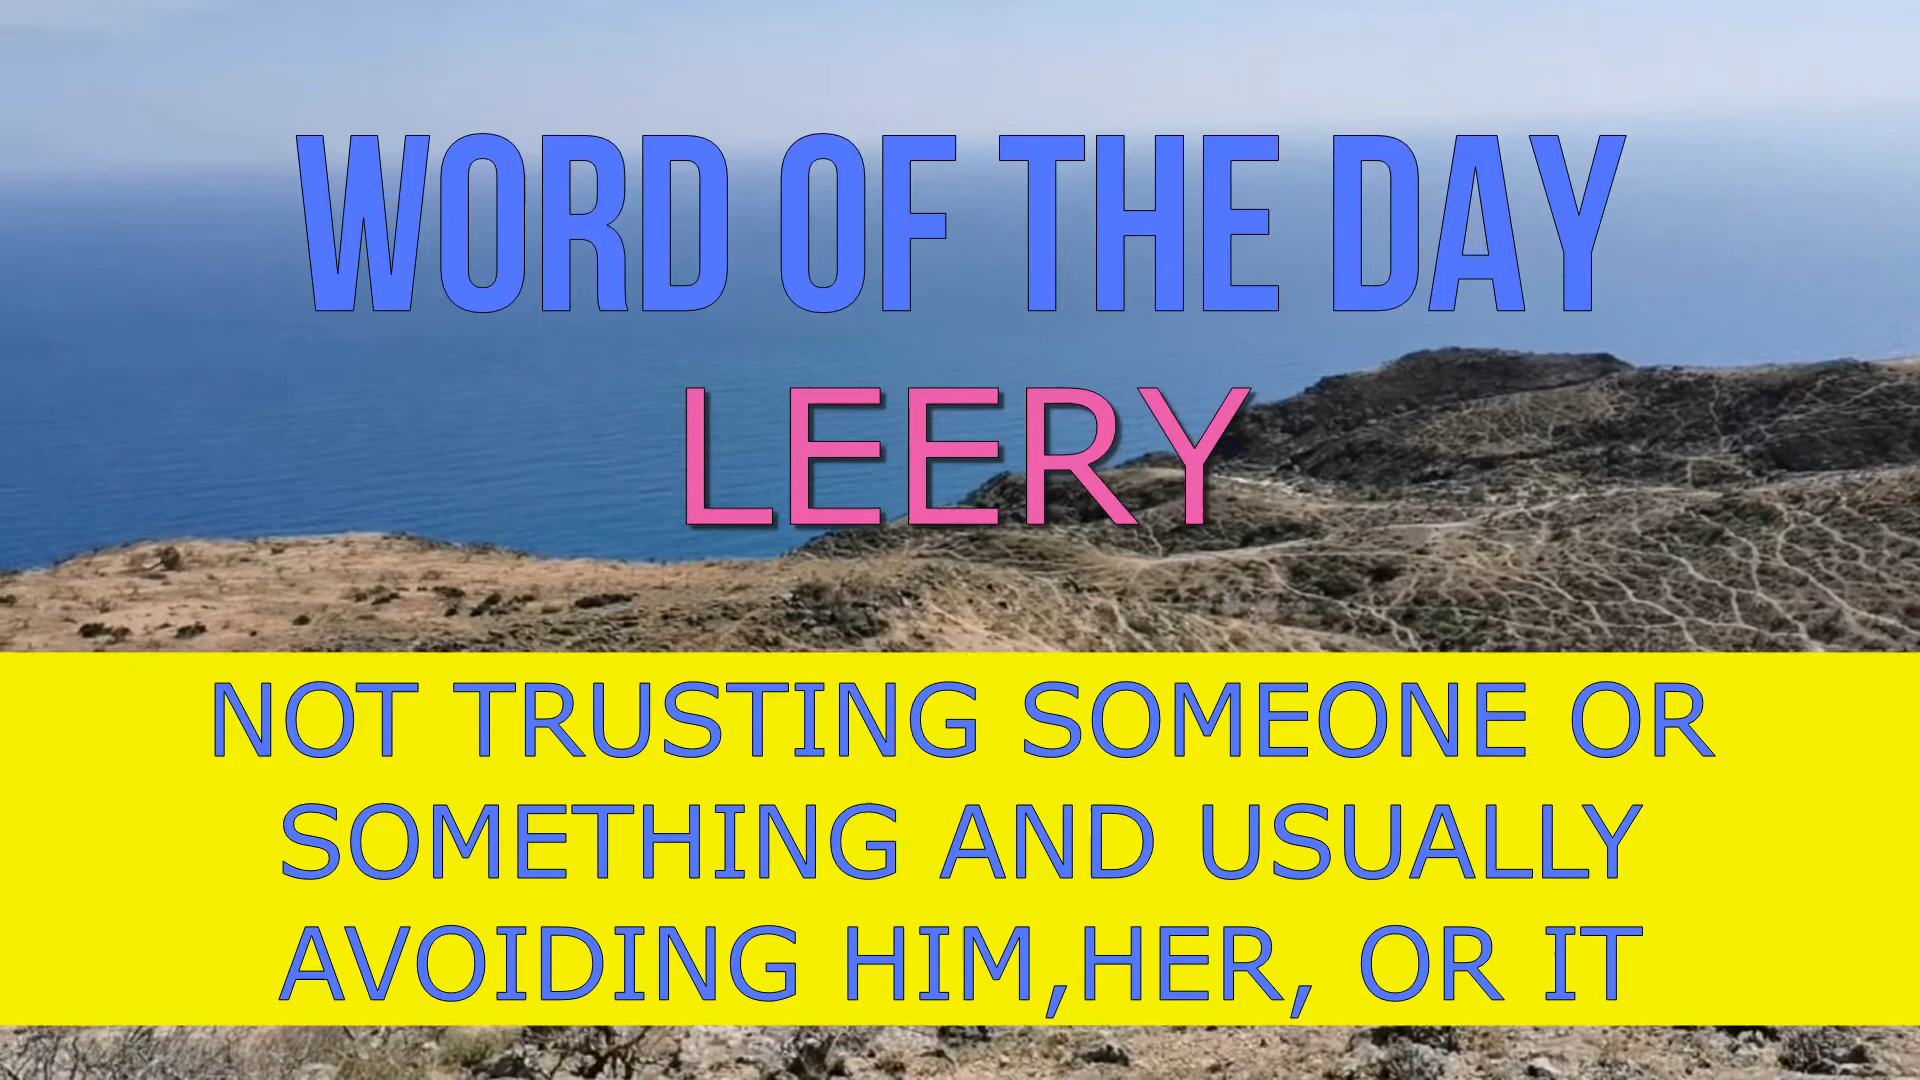 WORD OF THE DAY
LEERY
NOT TRUSTING SOMEONE OR
SOMETHING AND USUALLY
AVOIDING HIM,HER, OR IT